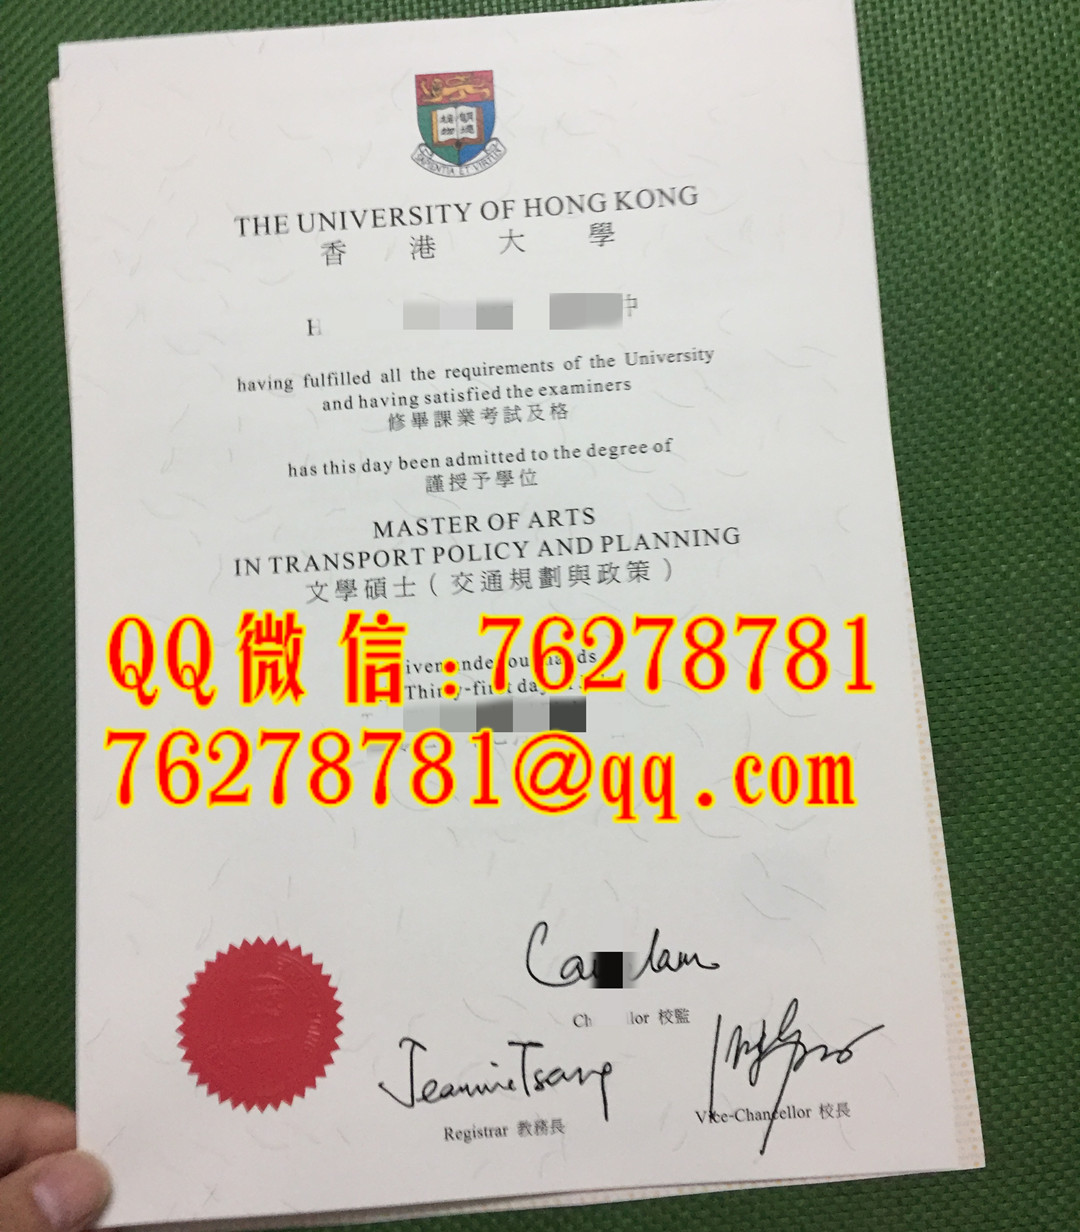 SAPIENTIA ET VIRTUS
THE UNIVERSITY OF HONG KONG
香港大學
H 中
having fulfilled all the requirements of the University
and having satisfied the examiners
修畢課業考試及格
has this day been admitted to the degree of
謹授予學位
MASTER OF ARTS
IN TRANSPORT POLICY AND PLANNING
文學碩士（交通規劃與政策）
QQ微信:76278781
76278781@qq.com
Jeannie Tsang
校監
Registrar 教務長
Vice-Chancellor 校長